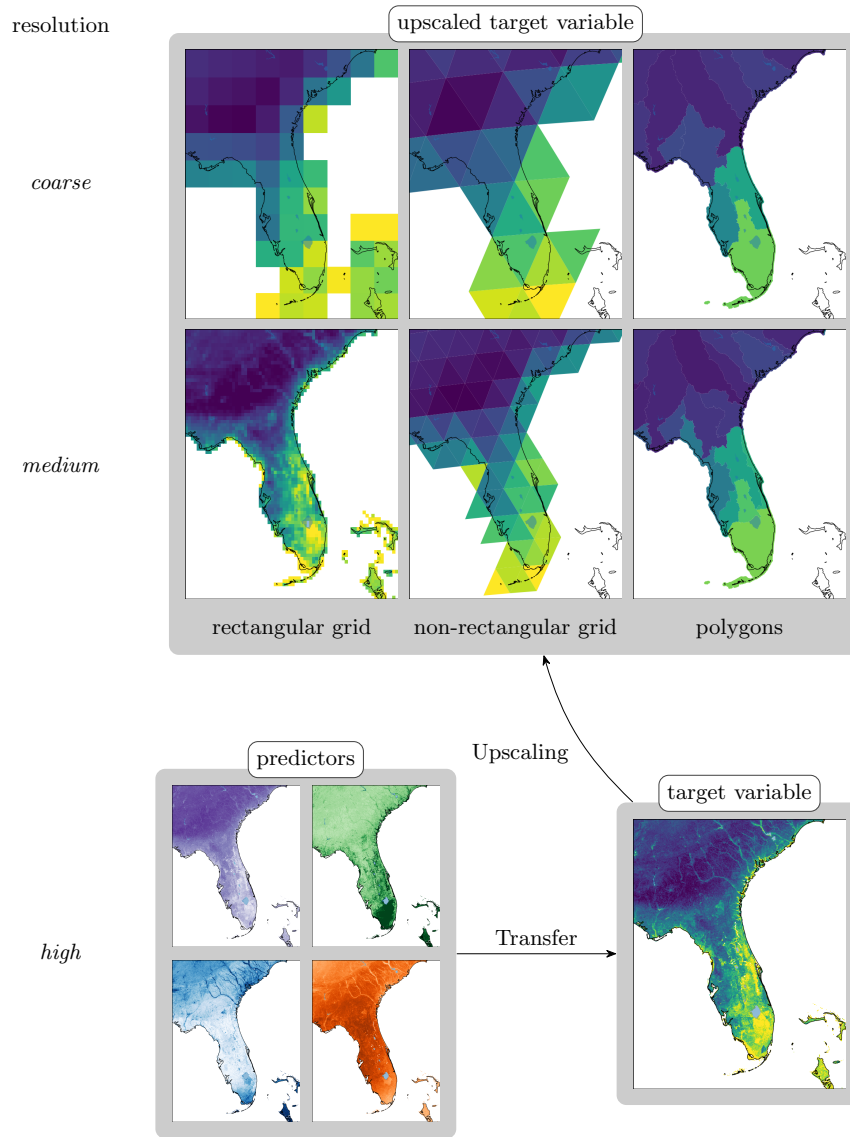 resolution
upscaled target variable
coarse
medium
rectangular grid
non-rectangular grid
polygons
Upscaling
predictors
target variable
high
Transfer